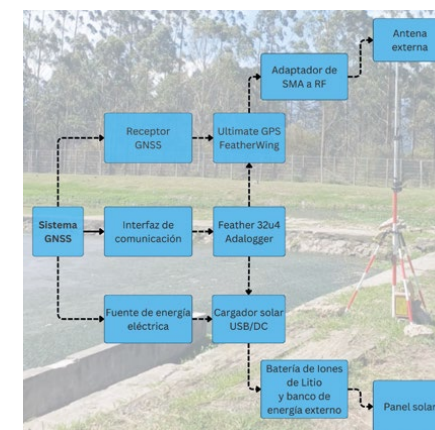 Antena
externa
Adaptador de
SMA a RF
Receptor
GNSS
Ultimate GPS
FeatherWing
Sistema
GNSS
Interfaz de
comunicación
Feather 32u4
Adalogger
Fuente de energía
eléctrica
Cargador solar
USB/DC
Batería de Iones
de Litio
y banco de
energía externo
Panel solar